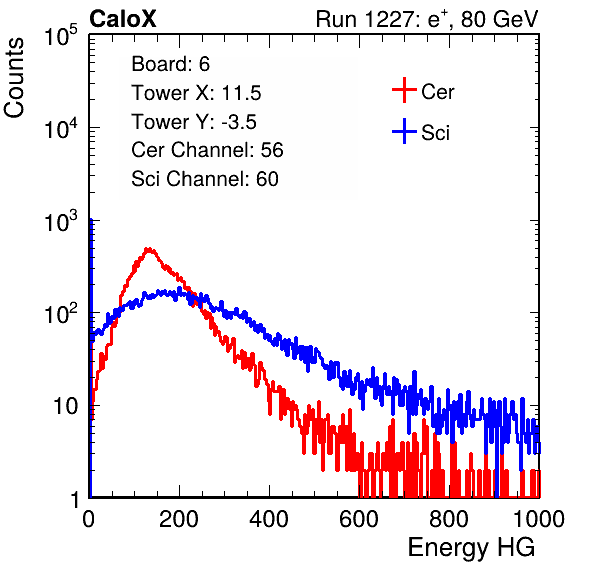 CaloX Run 1227: e⁺, 80 GeV
Counts
10⁵
10⁴
10³
10²
10
1
Board: 6
Tower X: 11.5
Tower Y: -3.5
Cer Channel: 56
Sci Channel: 60
Cer
Sci
0 200 400 600 800 1000
Energy HG